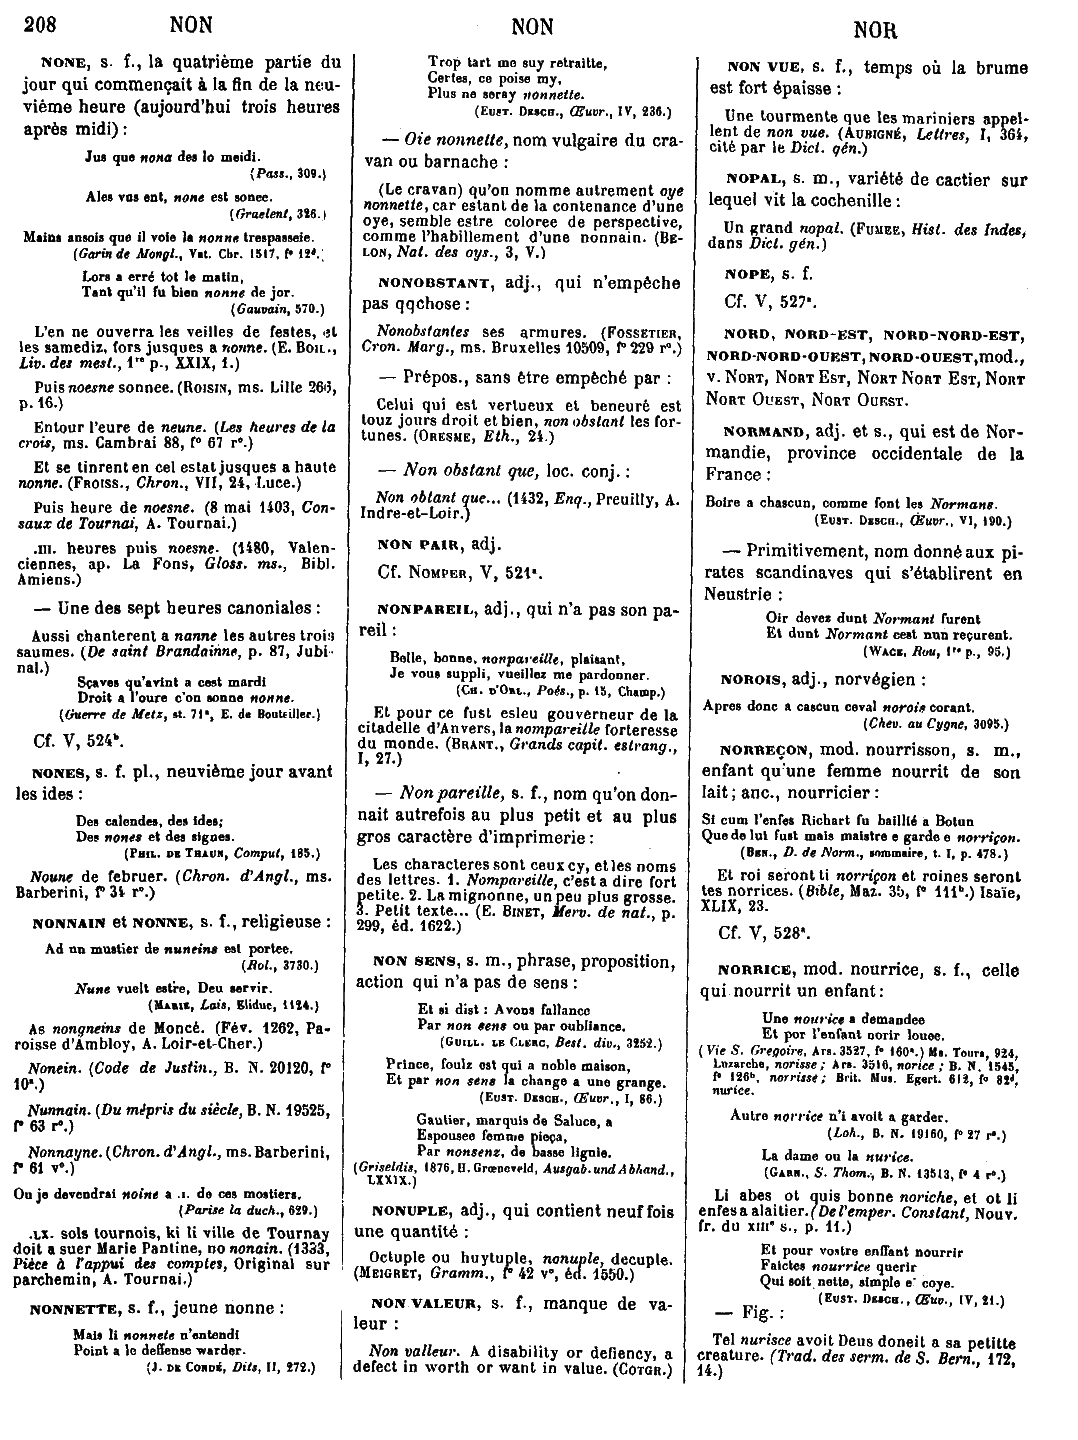 208 NON NON NOR
NONE, s. f., la quatrième partie du
jour qui commençait à la fin de la neu-
vième heure (aujourd'hui trois heures
après midi) :
Jus que nona des lo meidi.
(Pass., 309.)
Ales vus ent, none est sonee.
(Graelent, 326.)
Mains ansois que il voie la nonne trespasseie.
(Garin de Mongl., Vat. Chr. 1517, f° 12ᵈ.)
Lors a erré tot le matin,
Tant qu'il fu bien nonne de jor.
(Gauvain, 570.)
L'en ne ouverra les veilles de festes, et
les samediz, fors jusques a nonne. (E. BOIL.,
Liv. des mest., 1ʳᵉ p., XXIX, 1.)
Puis noesne sonnee. (ROISIN, ms. Lille 266,
p. 16.)
Entour l'eure de neune. (Les heures de la
crois, ms. Cambrai 88, f° 67 r°.)
Et se tinrent en cel estat jusques a haute
nonne. (FROISS., Chron., VII, 24, Luce.)
Puis heure de noesne. (8 mai 1403, Con-
saux de Tournai, A. Tournai.)
.III. heures puis noesne. (1480, Valen-
ciennes, ap. La Fons, Gloss. ms., Bibl.
Amiens.)
— Une des sept heures canoniales :
Aussi chanterent a nanne les autres trois
saumes. (De saint Brandainne, p. 87, Jubi-
nal.)
Sçaves qu'avint a cest mardi
Droit a l'oure c'on sonne nonne.
(Guerre de Metz, st. 71ᵃ, E. de Bouteiller.)
Cf. V, 524ᵇ.
NONES, s. f. pl., neuvième jour avant
les ides :
Des calendes, des ides;
Des nones et des signes.
(PHIL. DE THAUN, Comput, 185.)
Noune de februer. (Chron. d'Angl., ms.
Barberini, f° 34 r°.)
NONNAIN et NONNE, s. f., religieuse :
Ad un mustier de nuneins est portee.
(Rol., 3730.)
Nune vuelt estre, Deu servir.
(MARIE, Lais, Eliduc, 1124.)
As nongneins de Moncé. (Fév. 1262, Pa-
roisse d'Ambloy, A. Loir-et-Cher.)
Nonein. (Code de Justin., B. N. 20120, f°
10ᵃ.)
Nunnain. (Du mépris du siècle, B. N. 19525,
f° 63 r°.)
Nonnayne. (Chron. d'Angl., ms. Barberini,
f° 61 v°.)
Ou je devendrai noine a .I. de ces mostiers.
(Parise la duch., 629.)
.LX. sols tournois, ki li ville de Tournay
doit a suer Marie Pantine, no nonain. (1333,
Pièce à l'appui des comptes, Original sur
parchemin, A. Tournai.)
NONNETTE, s. f., jeune nonne :
Mais li nonnete n'entendi
Point a le deffense warder.
(J. DE CONDÉ, Dits, II, 272.)
Trop tart me suy retraitte,
Certes, ce poise my,
Plus ne seray nonnette.
(EUST. DESCH., Œuvr., IV, 236.)
— Oie nonnette, nom vulgaire du cra-
van ou barnache :
(Le cravan) qu'on nomme autrement oye
nonnette, car estant de la contenance d'une
oye, semble estre coloree de perspective,
comme l'habillement d'une nonnain. (BE-
LON, Nat. des oys., 3, V.)
NONOBSTANT, adj., qui n'empêche
pas qqchose :
Nonobstantes ses armures. (FOSSETIER,
Cron. Marg., ms. Bruxelles 10509, f° 229 r°.)
— Prépos., sans être empêché par :
Celui qui est vertueux et beneuré est
touz jours droit et bien, non obstant les for-
tunes. (ORESME, Eth., 24.)
— Non obstant que, loc. conj. :
Non obtant que... (1432, Enq., Preuilly, A.
Indre-et-Loir.)
NON PAIR, adj.
Cf. NOMPER, V, 521ᵃ.
NONPAREIL, adj., qui n'a pas son pa-
reil :
Belle, bonne, nonpareille, plaisant,
Je vous suppli, vueillez me pardonner.
(CH. D'ORL., Poés., p. 15, Champ.)
Et pour ce fust esleu gouverneur de la
citadelle d'Anvers, la nompareille forteresse
du monde. (BRANT., Grands capit. estrang.,
I, 27.)
— Nonpareille, s. f., nom qu'on don-
nait autrefois au plus petit et au plus
gros caractère d'imprimerie :
Les characteres sont ceux cy, et les noms
des lettres. 1. Nompareille, c'est a dire fort
petite. 2. La mignonne, un peu plus grosse.
3. Petit texte... (E. BINET, Merv. de nat., p.
299, éd. 1622.)
NON SENS, s. m., phrase, proposition,
action qui n'a pas de sens :
Et si dist : Avons fallance
Par non sens ou par oubliance.
(GUILL. LE CLERC, Best. div., 3252.)
Prince, foulz est qui a noble maison,
Et par non sens la change a une grange.
(EUST. DESCH., Œuvr., I, 86.)
Gautier, marquis de Saluce, a
Espousee femme pieça,
Par nonsenz, de basse lignie.
(Griseldis, 1876, H. Grœneveld, Ausgab. und Abhand.,
LXXIX.)
NONUPLE, adj., qui contient neuf fois
une quantité :
Octuple ou huytuple, nonuple, decuple.
(MEIGRET, Gramm., f° 42 v°, éd. 1550.)
NON VALEUR, s. f., manque de va-
leur :
Non valleur. A disability or defiency, a
defect in worth or want in value. (COTGR.)
NON VUE, s. f., temps où la brume
est fort épaisse :
Une tourmente que les mariniers appel-
lent de non vue. (AUBIGNÉ, Lettres, I, 364,
cité par le Dict. gén.)
NOPAL, s. m., variété de cactier sur
lequel vit la cochenille :
Un grand nopal. (FUMEE, Hist. des Indes,
dans Dict. gén.)
NOPE, s. f.
Cf. V, 527ᵃ.
NORD, NORD-EST, NORD-NORD-EST,
NORD-NORD-OUEST, NORD-OUEST, mod.,
v. NORT, NORT EST, NORT NORT EST, NORT
NORT OUEST, NORT OUEST.
NORMAND, adj. et s., qui est de Nor-
mandie, province occidentale de la
France :
Boire a chascun, comme font les Normans.
(EUST. DESCH., Œuvr., VI, 190.)
— Primitivement, nom donné aux pi-
rates scandinaves qui s'établirent en
Neustrie :
Oir devez dunt Normant furent
Et dunt Normant cest nun reçurent.
(WACE, Rou, 1ʳᵉ p., 95.)
NOROIS, adj., norvégien :
Apres donc a cascun ceval norois corant.
(Chev. au Cygne, 3095.)
NORREÇON, mod. nourrisson, s. m.,
enfant qu'une femme nourrit de son
lait ; anc., nourricier :
Si cum l'enfes Richart fu baillié a Botun
Que de lui fust mais maistre e garde e norriçon.
(BEN., D. de Norm., sommaire, t. I, p. 478.)
Et roi seront ti norriçon et roines seront
tes norrices. (Bible, Maz. 35, f° 111ᵇ.) Isaïe,
XLIX, 23.
Cf. V, 528ᵃ.
NORRICE, mod. nourrice, s. f., celle
qui nourrit un enfant :
Une nourice a demandee
Et por l'enfant norir louee.
(Vie S. Gregoire, Ars. 3527, f° 160ᵃ.) Ms. Tours, 924,
Luzarche, norisse ; Ars. 3516, norice ; B. N. 1545,
f° 126ᵇ, norrisse ; Brit. Mus. Egert. 612, f° 82ᵈ,
nurice.
Autre norrice n'i avoit a garder.
(Loh., B. N. 19160, f° 27 r°.)
La dame ou la nurice.
(GARN., S. Thom., B. N. 13513, f° 4 r°.)
Li abes ot quis bonne noriche, et ot li
enfes a alaitier. (De l'emper. Constant, Nouv.
fr. du XIIIᵉ s., p. 11.)
Et pour vostre enffant nourrir
Faictes nourrice querir
Qui soit nette, simple e coye.
(EUST. DESCH., Œuv., IV, 21.)
— Fig. :
Tel nurisce avoit Deus doneit a sa petitte
creature. (Trad. des serm. de S. Bern., 172,
14.)